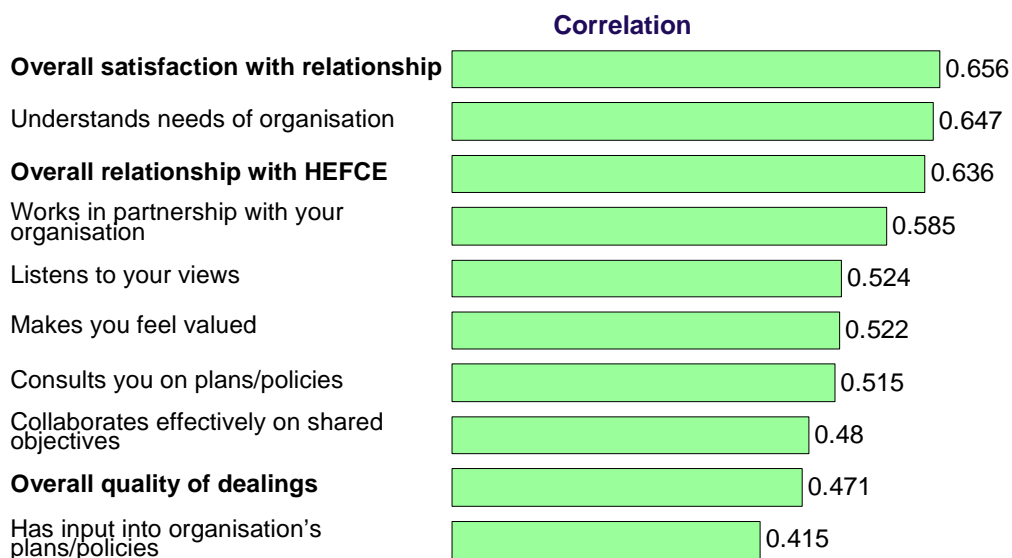 Correlation
Overall satisfaction with relationship 0.656
Understands needs of organisation 0.647
Overall relationship with HEFCE 0.636
Works in partnership with your
organisation 0.585
Listens to your views 0.524
Makes you feel valued 0.522
Consults you on plans/policies 0.515
Collaborates effectively on shared
objectives 0.48
Overall quality of dealings 0.471
Has input into organisation's
plans/policies 0.415